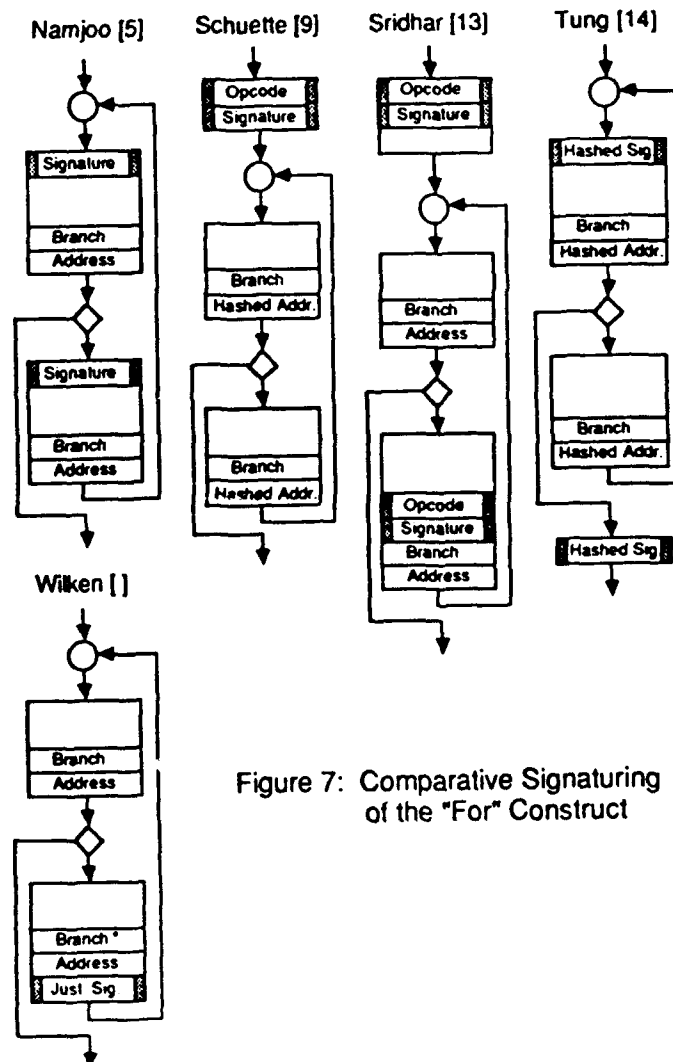 Namjoo [5]
Signature
Branch
Address
Signature
Branch
Address
Schuette [9]
Opcode
Signature
Branch
Hashed Addr.
Branch
Hashed Addr.
Sridhar [13]
Opcode
Signature
Branch
Address
Opcode
Signature
Branch
Address
Tung [14]
Hashed Sig
Branch
Hashed Addr.
Branch
Hashed Addr.
Hashed Sig
Wilken [ ]
Branch
Address
Branch *
Address
Just Sig
Figure 7: Comparative Signaturing
of the "For" Construct